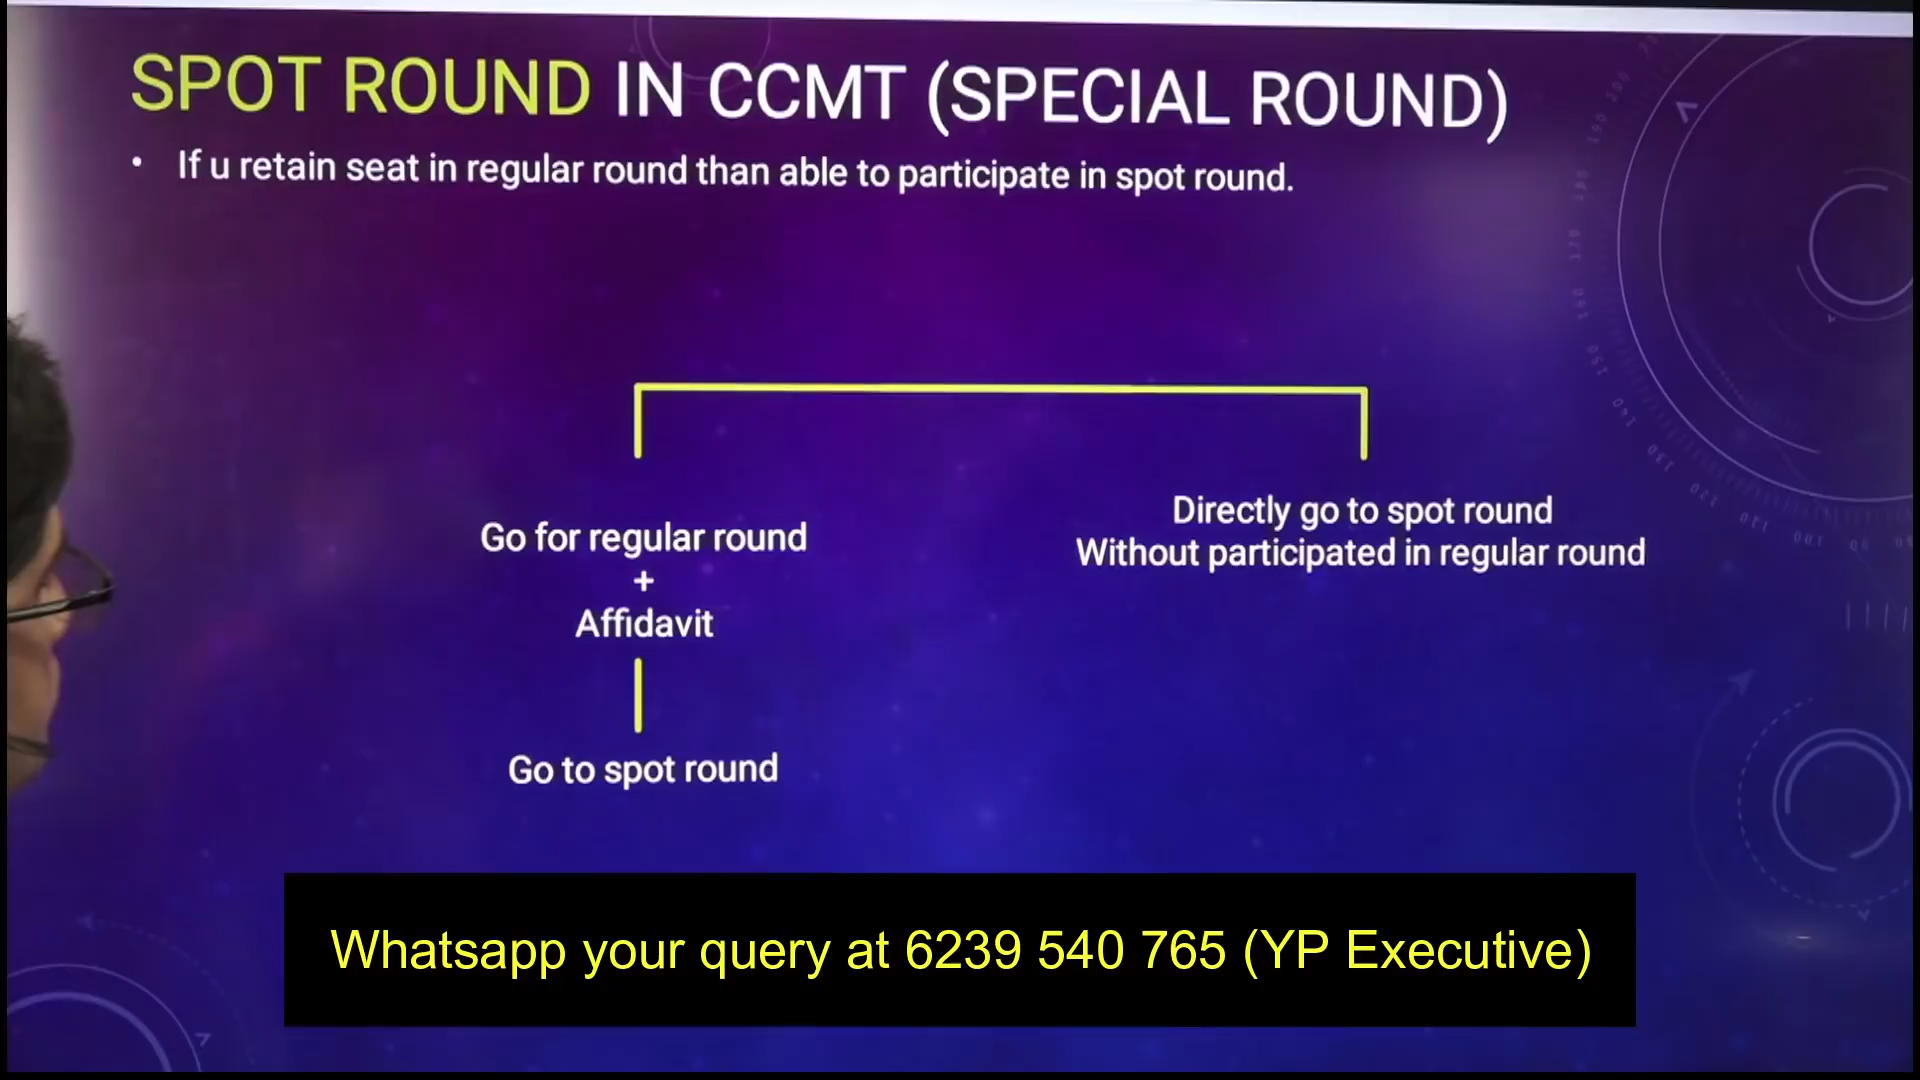 SPOT ROUND IN CCMT (SPECIAL ROUND)
• If u retain seat in regular round than able to participate in spot round.
Go for regular round
+
Affidavit
Go to spot round
Directly go to spot round
Without participated in regular round
Whatsapp your query at 6239 540 765 (YP Executive)